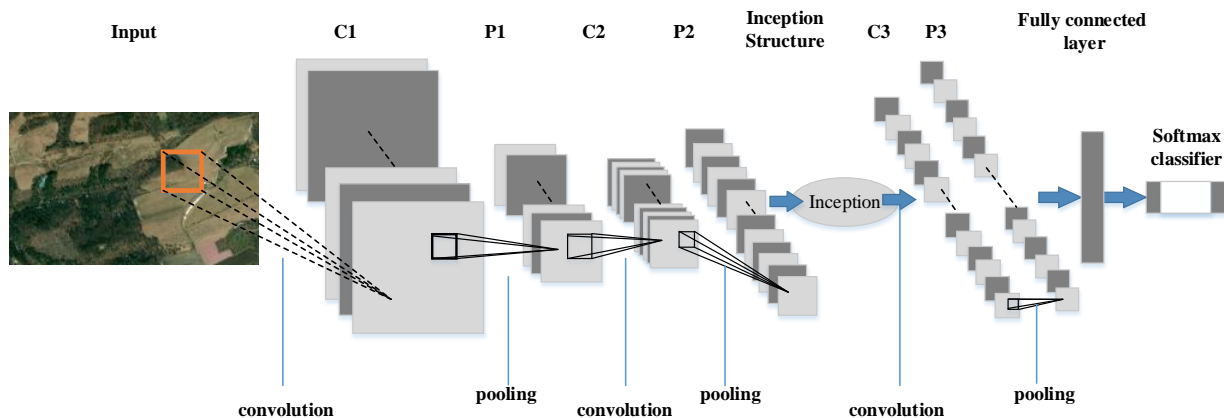 Input
C1
P1
C2
P2
Inception
Structure
C3
P3
Fully connected
layer
Softmax
classifier
Inception
convolution
pooling
convolution
pooling
convolution
pooling